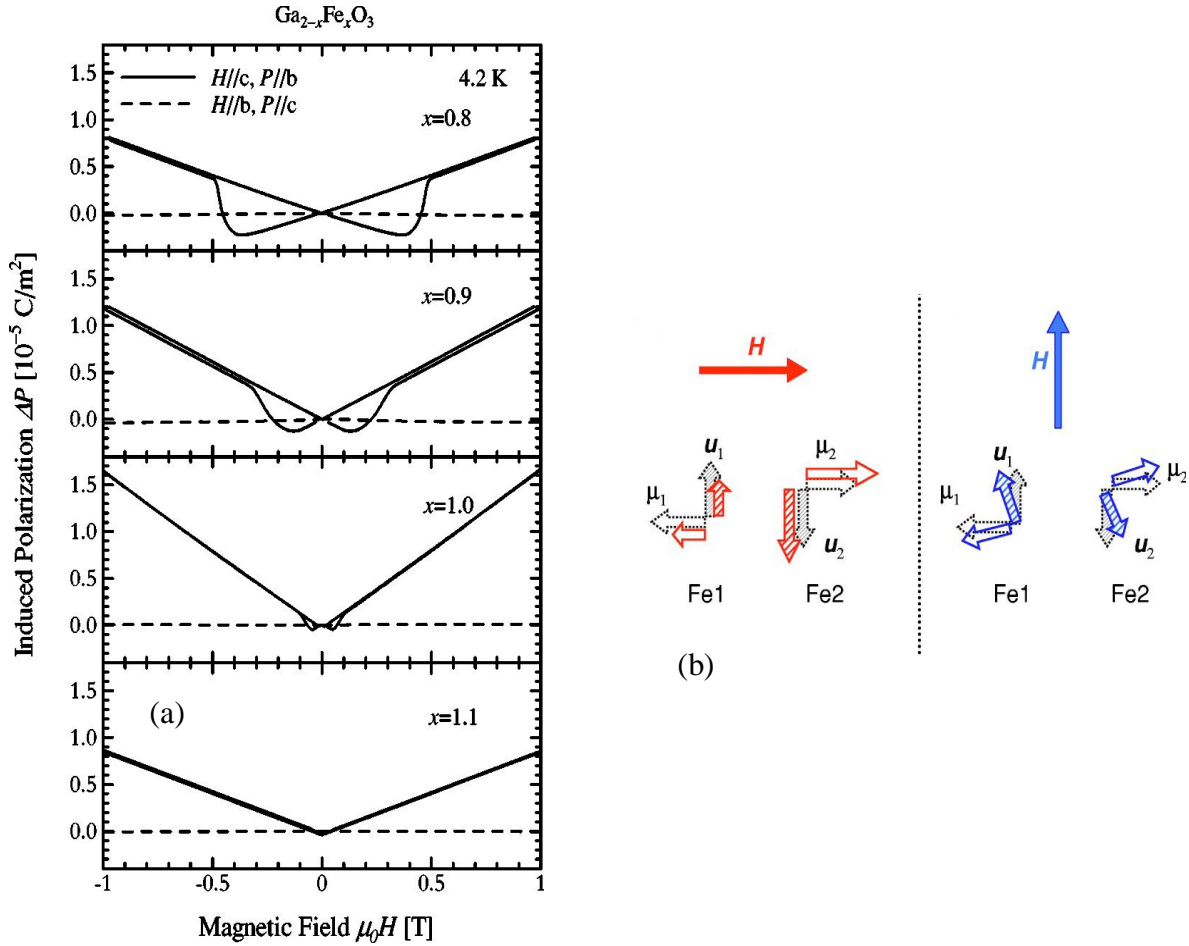 Ga₂₋ₓFeₓO₃
Induced Polarization ΔP [10⁻⁵ C/m²]
1.5
1.0
0.5
0.0
H//c, P//b
H//b, P//c
4.2 K
x=0.8
1.5
1.0
0.5
0.0
x=0.9
1.5
1.0
0.5
0.0
x=1.0
1.5
1.0
0.5
0.0
(a)
x=1.1
-1 -0.5 0 0.5 1
Magnetic Field μ₀H [T]
H
u₁
μ₁
μ₂
u₂
Fe1 Fe2
H
u₁
μ₁
μ₂
u₂
Fe1 Fe2
(b)